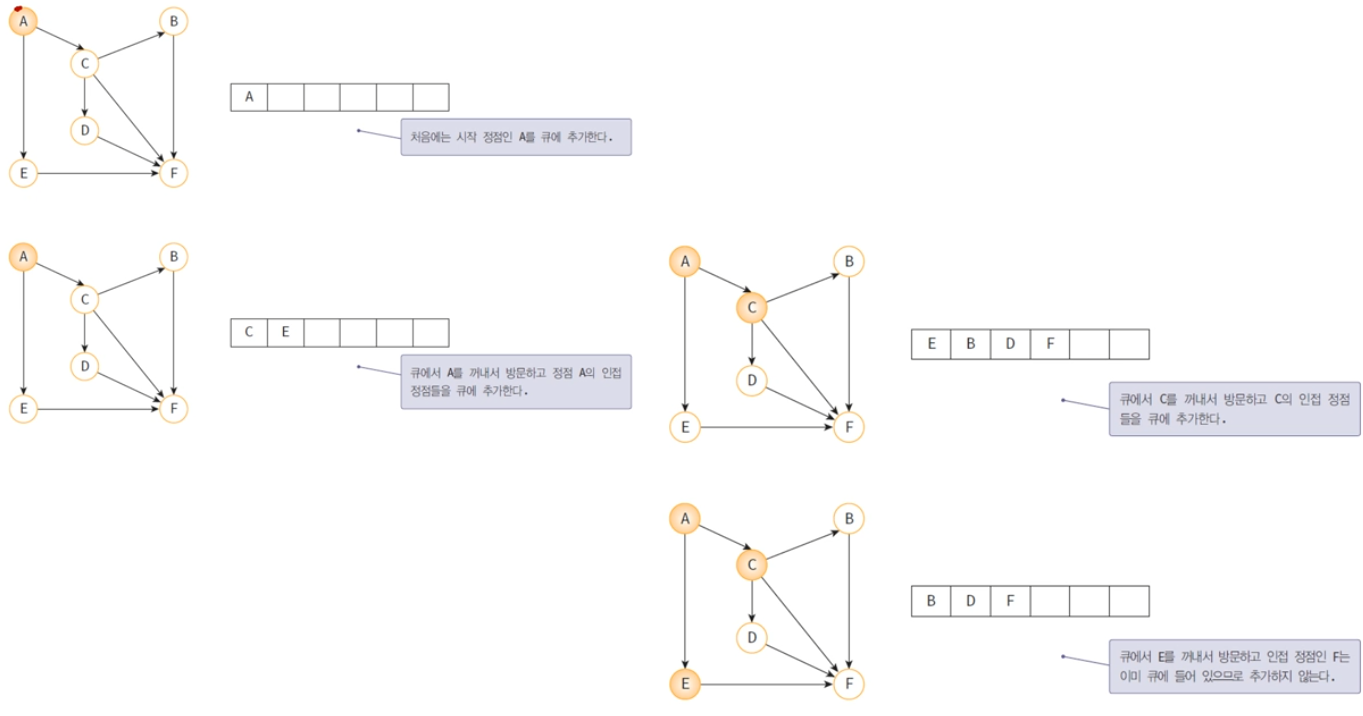 A
B
C
D
E
F
A
처음에는 시작 정점인 A를 큐에 추가한다.
A
B
C
D
E
F
C E
큐에서 A를 꺼내서 방문하고 정점 A의 인접
정점들을 큐에 추가한다.
A
B
C
D
E
F
E B D F
큐에서 C를 꺼내서 방문하고 C의 인접 정점
들을 큐에 추가한다.
A
B
C
D
E
F
B D F
큐에서 E를 꺼내서 방문하고 인접 정점인 F는
이미 큐에 들어 있으므로 추가하지 않는다.